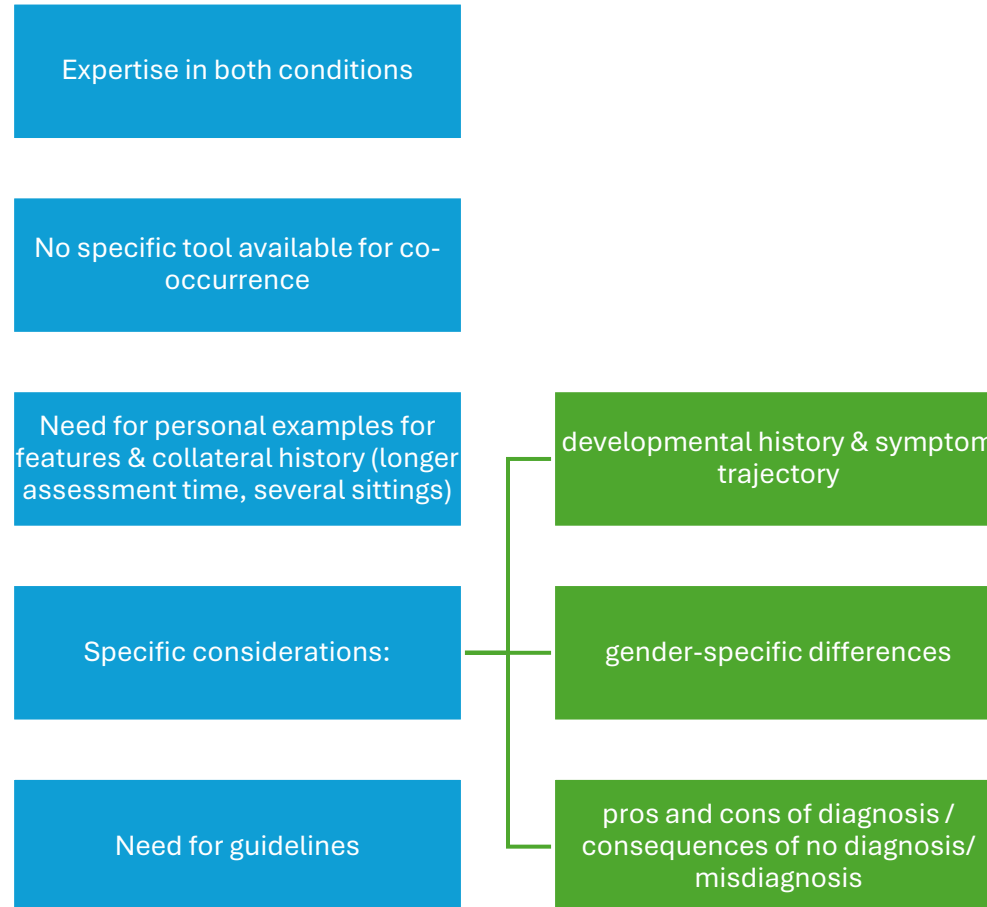 Expertise in both conditions
No specific tool available for co-
occurrence
Need for personal examples for
features & collateral history (longer
assessment time, several sittings)
developmental history & symptom
trajectory
Specific considerations:
gender-specific differences
Need for guidelines
pros and cons of diagnosis /
consequences of no diagnosis/
misdiagnosis